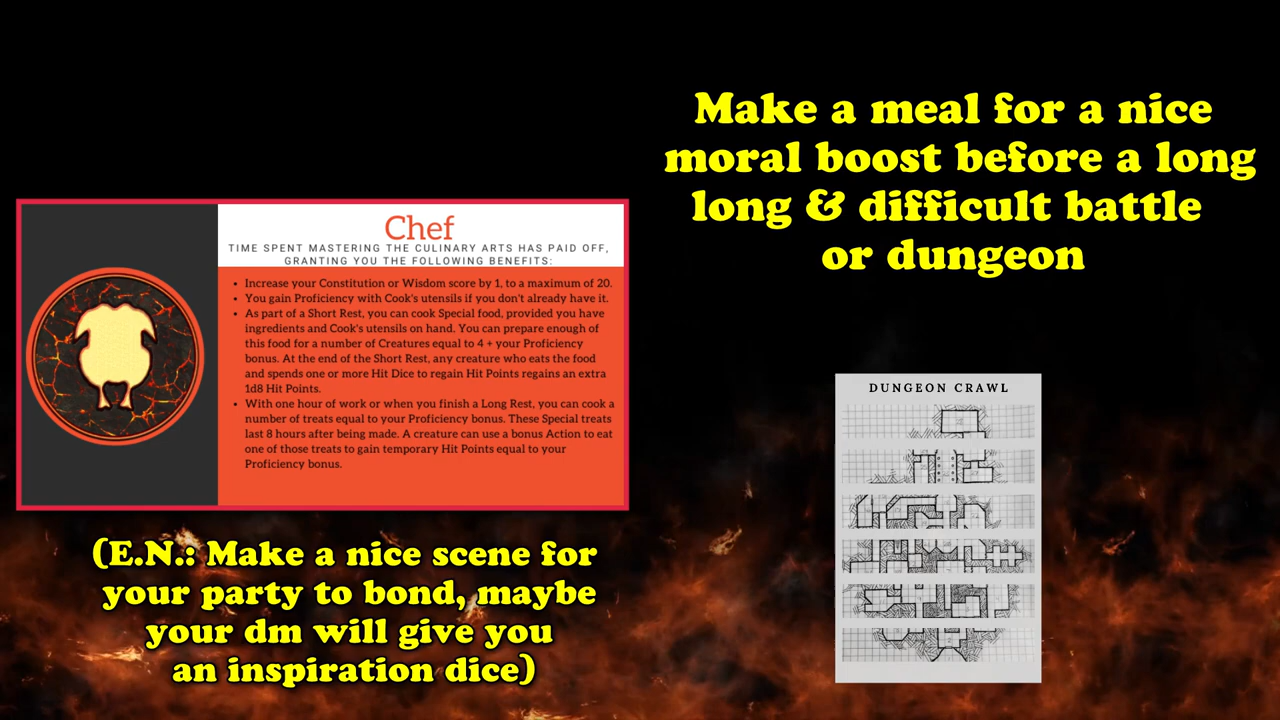 Make a meal for a nice
moral boost before a long
long & difficult battle
or dungeon
Chef
TIME SPENT MASTERING THE CULINARY ARTS HAS PAID OFF,
GRANTING YOU THE FOLLOWING BENEFITS:
• Increase your Constitution or Wisdom score by 1, to a maximum of 20.
• You gain Proficiency with Cook's utensils if you don't already have it.
• As part of a Short Rest, you can cook Special food, provided you have
ingredients and Cook's utensils on hand. You can prepare enough of
this food for a number of Creatures equal to 4 + your Proficiency
bonus. At the end of the Short Rest, any creature who eats the food
and spends one or more Hit Dice to regain Hit Points regains an extra
1d8 Hit Points.
• With one hour of work or when you finish a Long Rest, you can cook a
number of treats equal to your Proficiency bonus. These Special treats
last 8 hours after being made. A creature can use a bonus Action to eat
one of those treats to gain temporary Hit Points equal to your
Proficiency bonus.
DUNGEON CRAWL
(E.N.: Make a nice scene for
your party to bond, maybe
your dm will give you
an inspiration dice)